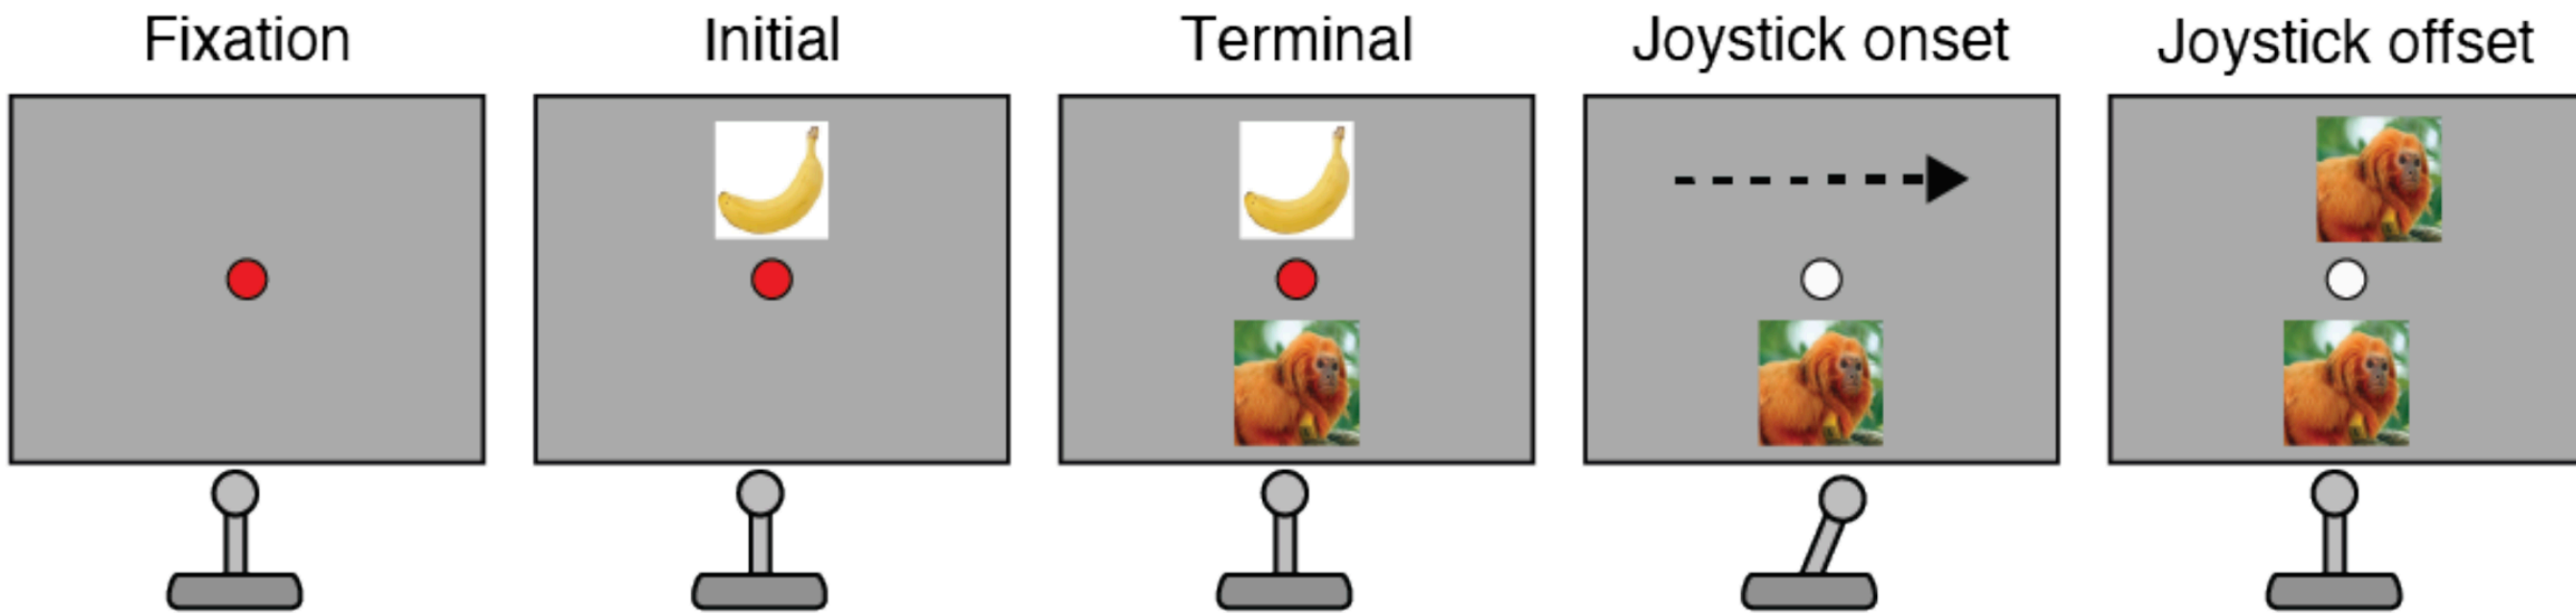 Fixation
Initial
Terminal
Joystick onset
Joystick offset